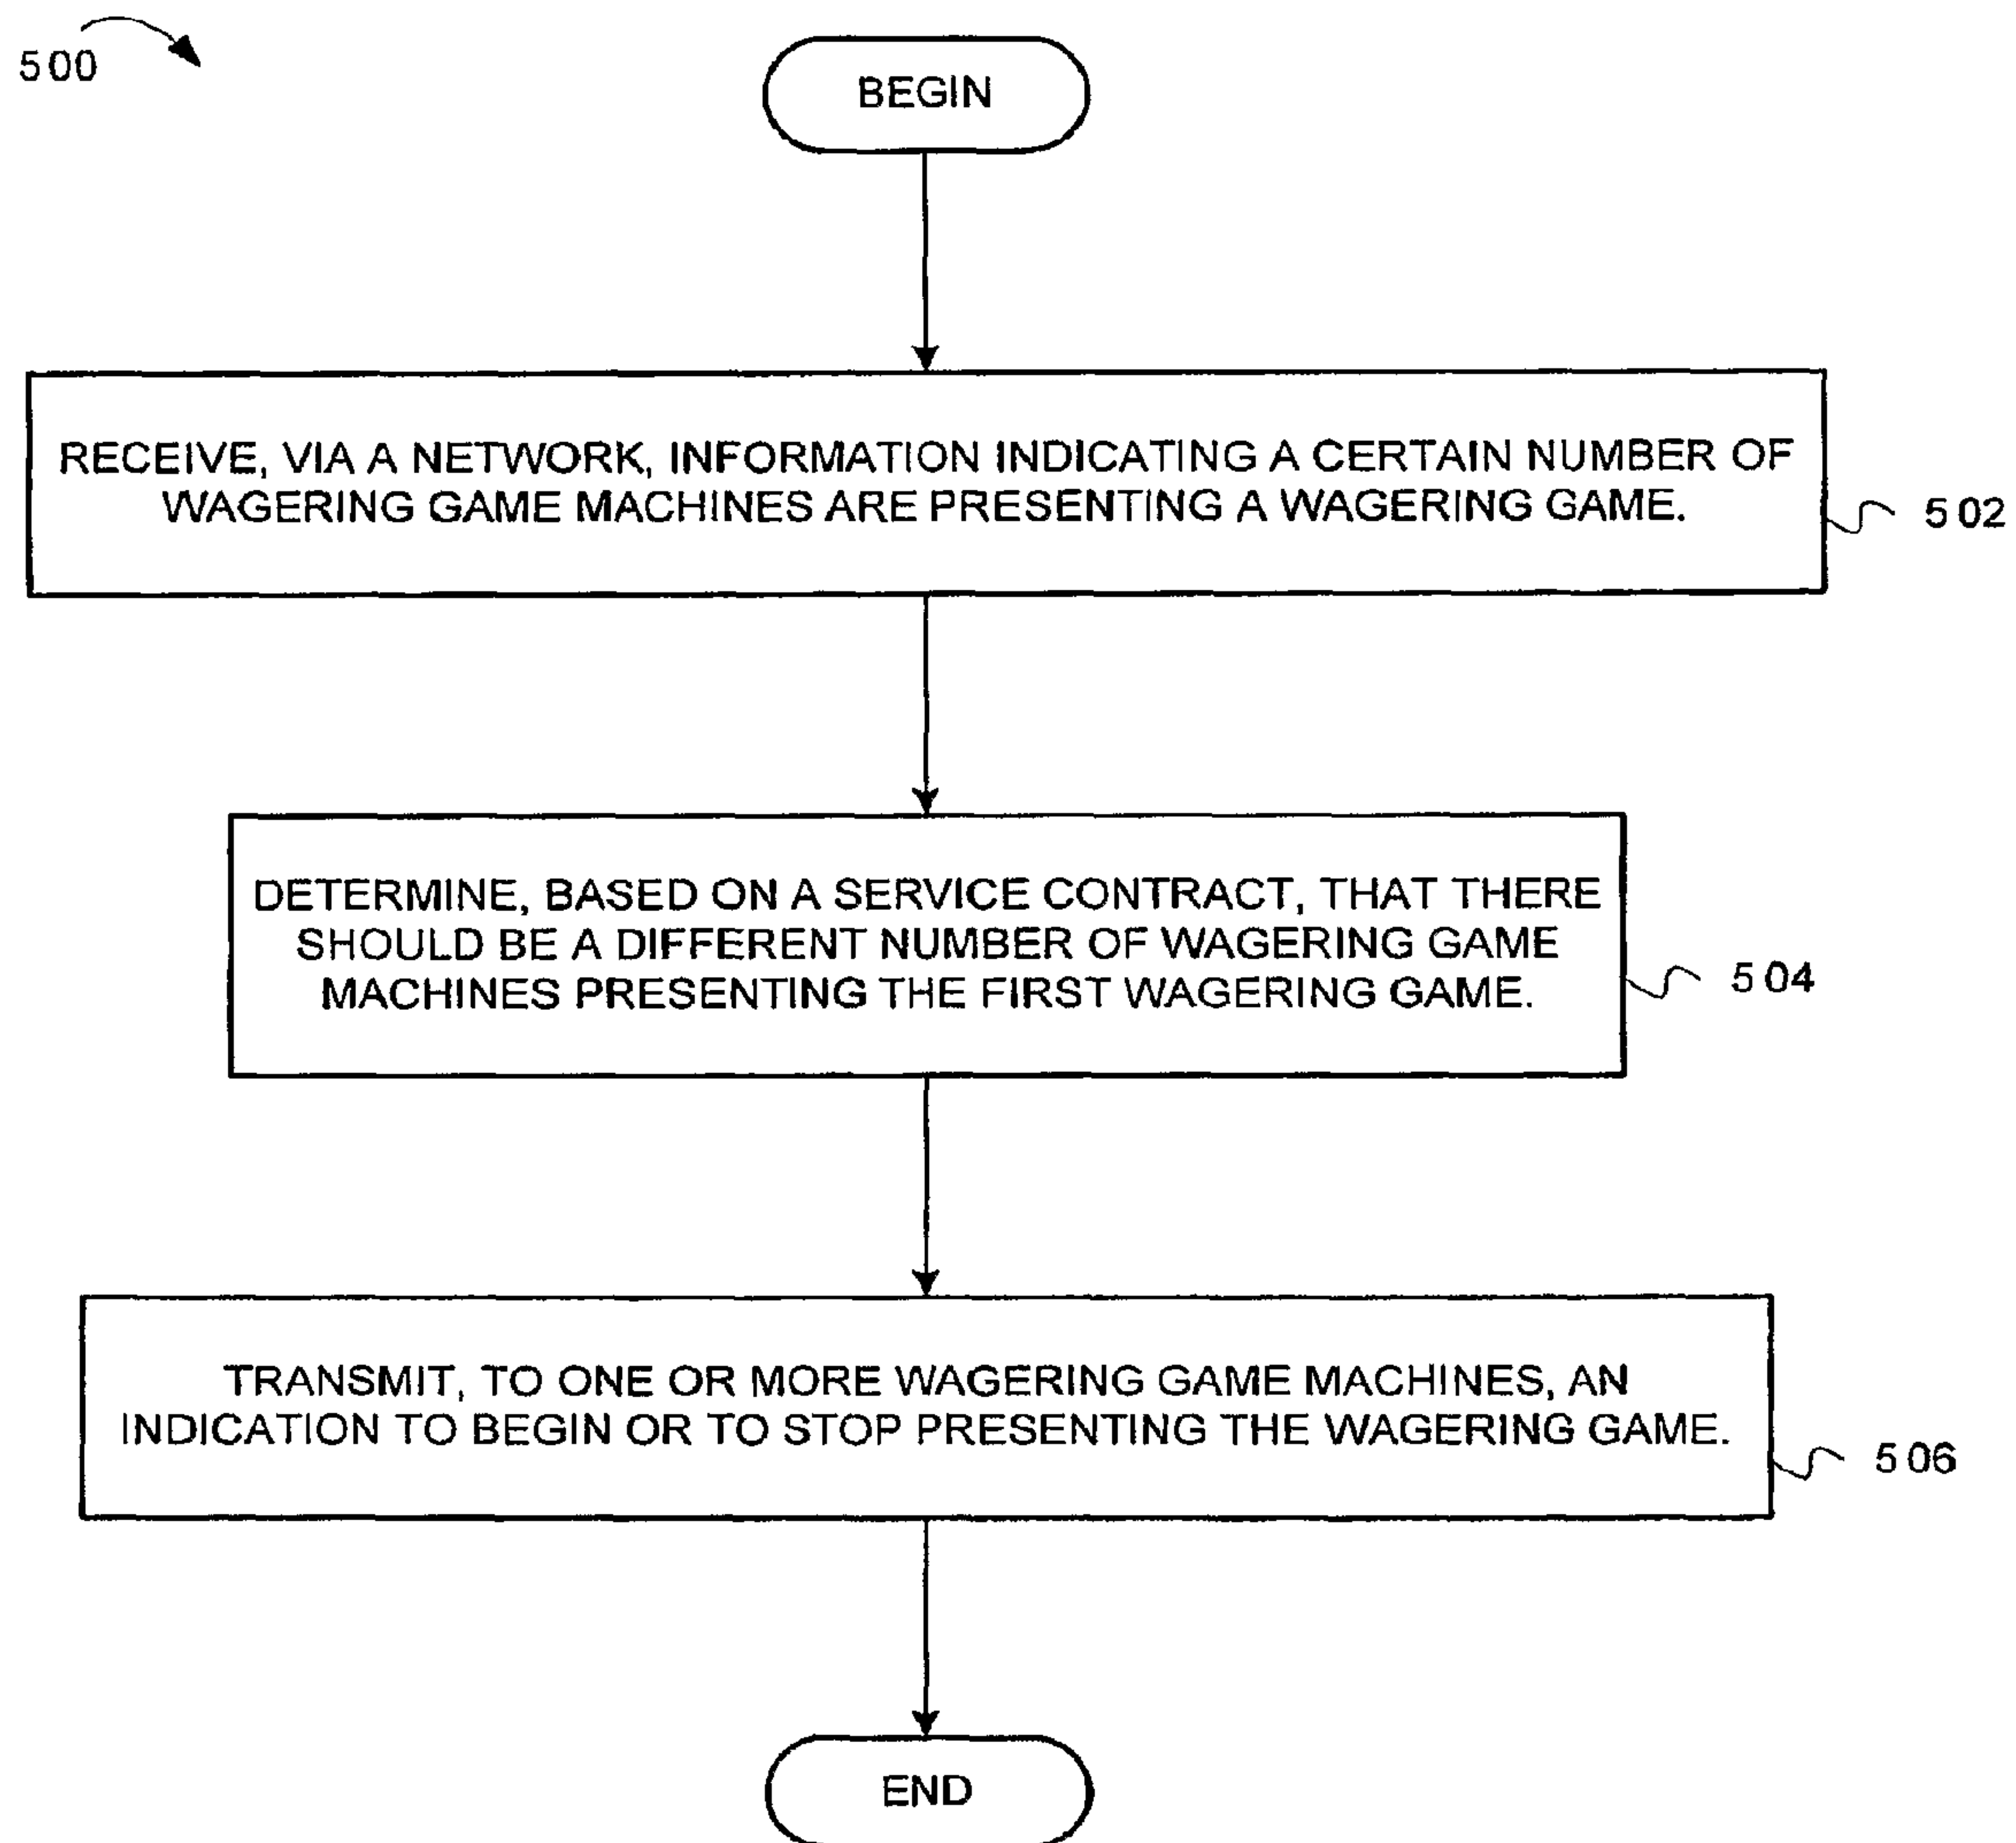 500
BEGIN
RECEIVE, VIA A NETWORK, INFORMATION INDICATING A CERTAIN NUMBER OF
WAGERING GAME MACHINES ARE PRESENTING A WAGERING GAME.
502
DETERMINE, BASED ON A SERVICE CONTRACT, THAT THERE
SHOULD BE A DIFFERENT NUMBER OF WAGERING GAME
MACHINES PRESENTING THE FIRST WAGERING GAME.
504
TRANSMIT, TO ONE OR MORE WAGERING GAME MACHINES, AN
INDICATION TO BEGIN OR TO STOP PRESENTING THE WAGERING GAME.
506
END